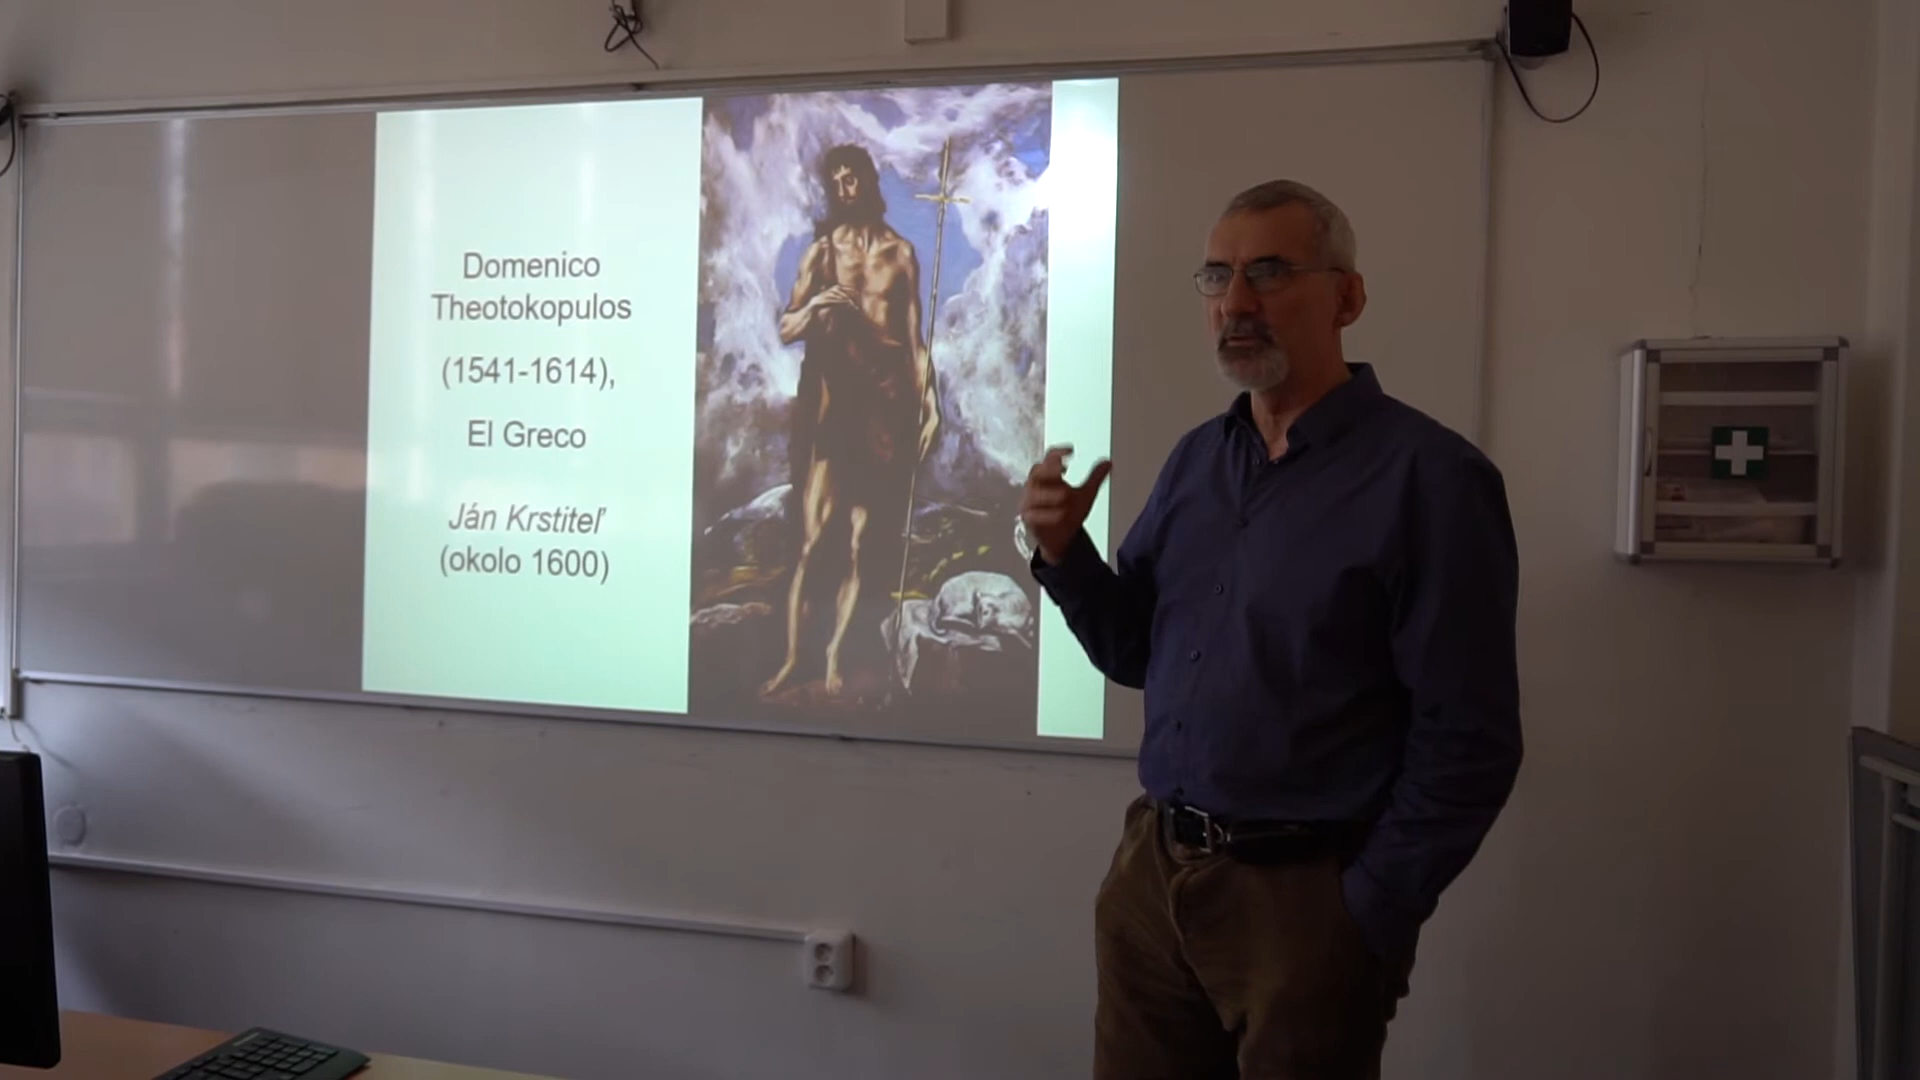 Domenico
Theotokopulos
(1541-1614),
El Greco
Ján Krstiteľ
(okolo 1600)